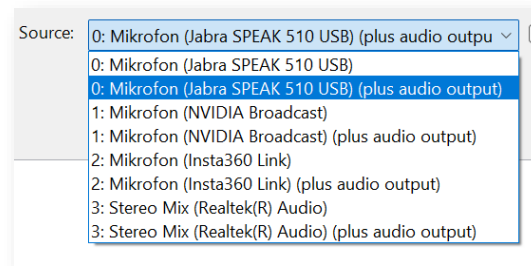 Source: 0: Mikrofon (Jabra SPEAK 510 USB) (plus audio outpu
0: Mikrofon (Jabra SPEAK 510 USB)
0: Mikrofon (Jabra SPEAK 510 USB) (plus audio output)
1: Mikrofon (NVIDIA Broadcast)
1: Mikrofon (NVIDIA Broadcast) (plus audio output)
2: Mikrofon (Insta360 Link)
2: Mikrofon (Insta360 Link) (plus audio output)
3: Stereo Mix (Realtek(R) Audio)
3: Stereo Mix (Realtek(R) Audio) (plus audio output)